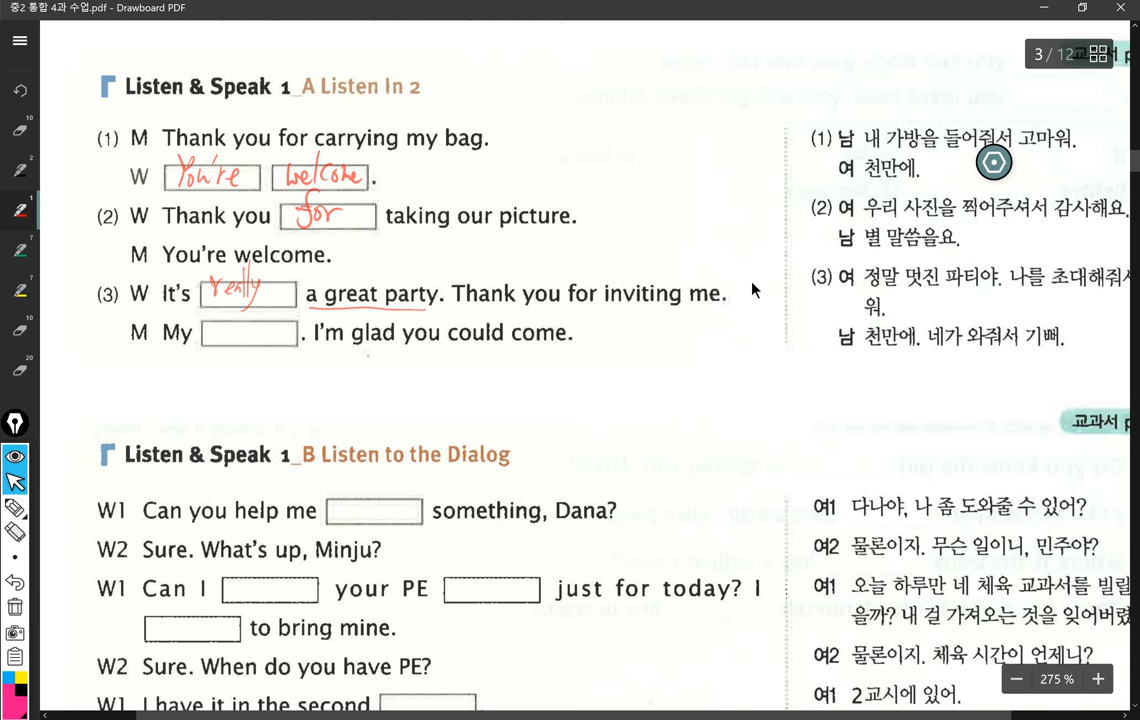 중2 통합 4과 수업.pdf - Drawboard PDF
3 / 12
Listen & Speak 1_A Listen In 2
(1) M Thank you for carrying my bag.
W You're welcome.
(2) W Thank you for taking our picture.
M You're welcome.
(3) W It's really a great party. Thank you for inviting me.
M My . I'm glad you could come.
(1) 남 내 가방을 들어줘서 고마워.
여 천만에.
(2) 여 우리 사진을 찍어주셔서 감사해요.
남 별 말씀을요.
(3) 여 정말 멋진 파티야. 나를 초대해줘서
워.
남 천만에. 네가 와줘서 기뻐.
교과서 p
Listen & Speak 1_B Listen to the Dialog
W1 Can you help me something, Dana?
W2 Sure. What's up, Minju?
W1 Can I your PE just for today? I
to bring mine.
W2 Sure. When do you have PE?
W1 I have it in the second .
여1 다나야, 나 좀 도와줄 수 있어?
여2 물론이지. 무슨 일이니, 민주야?
여1 오늘 하루만 네 체육 교과서를 빌릴
을까? 내 걸 가져오는 것을 잊어버렸
여2 물론이지. 체육 시간이 언제니?
여1 2교시에 있어.
275 %
10
2
1
7
7
10
20